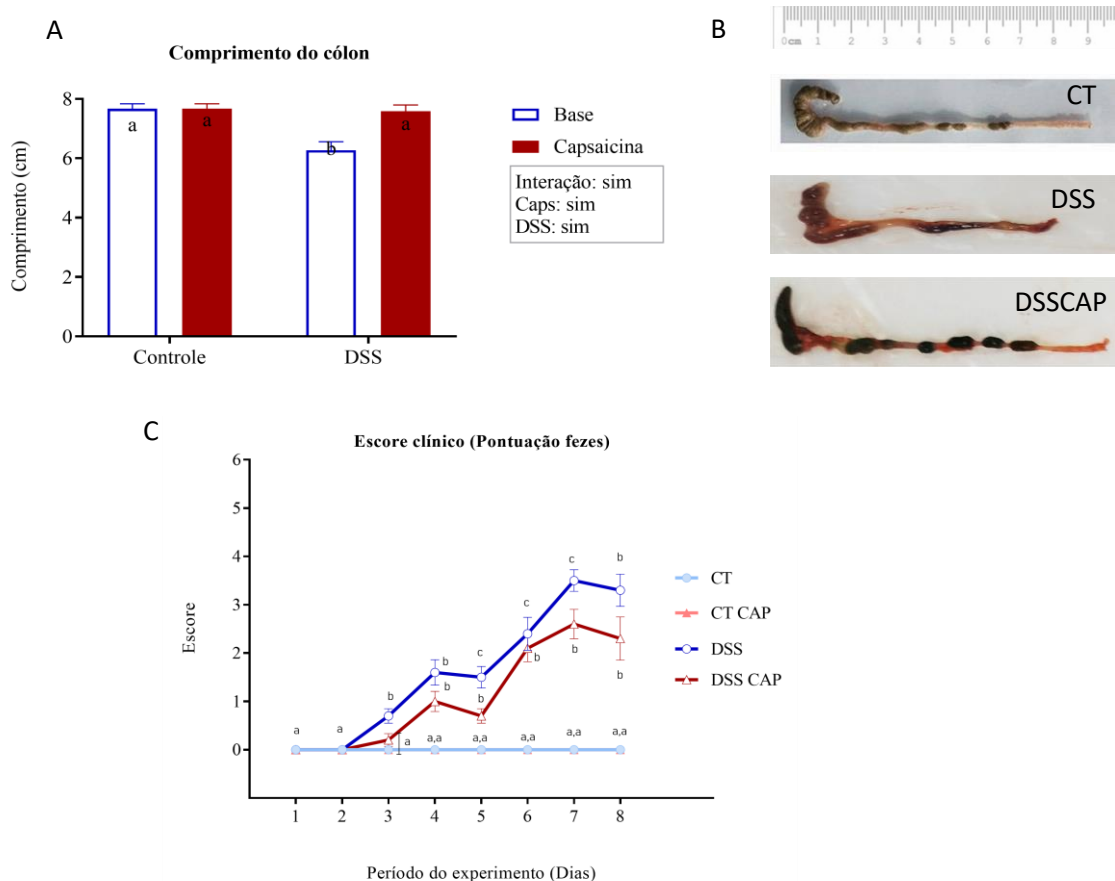 A
Comprimento do cólon
Comprimento (cm)
8
6
4
2
0
a
a
b
a
Controle
DSS
Base
Capsaicina
Interação: sim
Caps: sim
DSS: sim
B
0cm 1 2 3 4 5 6 7 8 9
CT
DSS
DSSCAP
C
Escore clínico (Pontuação fezes)
Escore
6
5
4
3
2
1
0
a a b b c c c b
b b b b b
a a,a a,a a,a a,a a,a
1 2 3 4 5 6 7 8
Período do experimento (Dias)
CT
CT CAP
DSS
DSS CAP